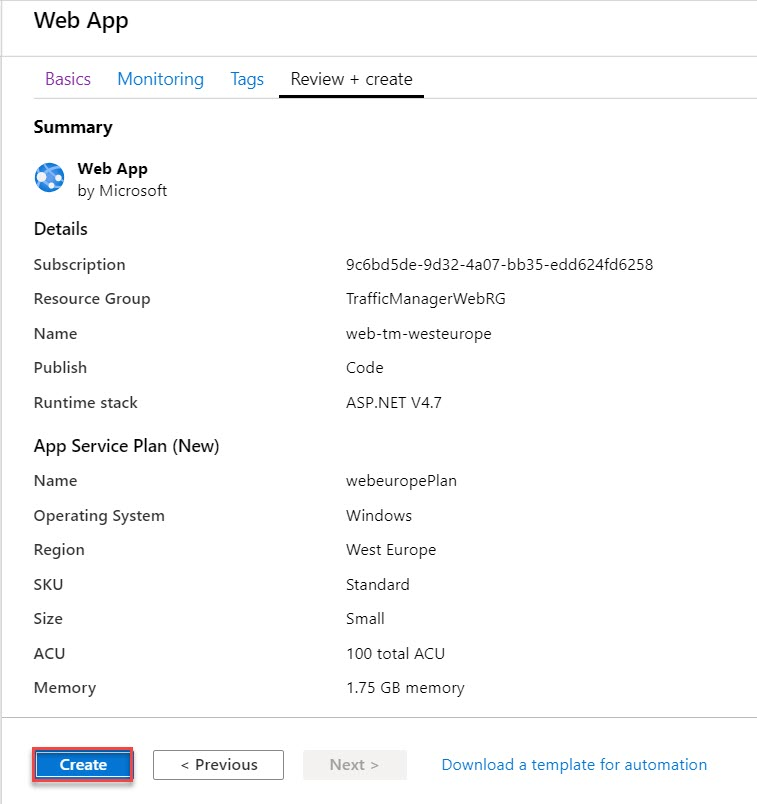 Web App
Basics Monitoring Tags Review + create
Summary
Web App
by Microsoft
Details
Subscription 9c6bd5de-9d32-4a07-bb35-edd624fd6258
Resource Group TrafficManagerWebRG
Name web-tm-westeurope
Publish Code
Runtime stack ASP.NET V4.7
App Service Plan (New)
Name webeuropePlan
Operating System Windows
Region West Europe
SKU Standard
Size Small
ACU 100 total ACU
Memory 1.75 GB memory
Create < Previous Next > Download a template for automation